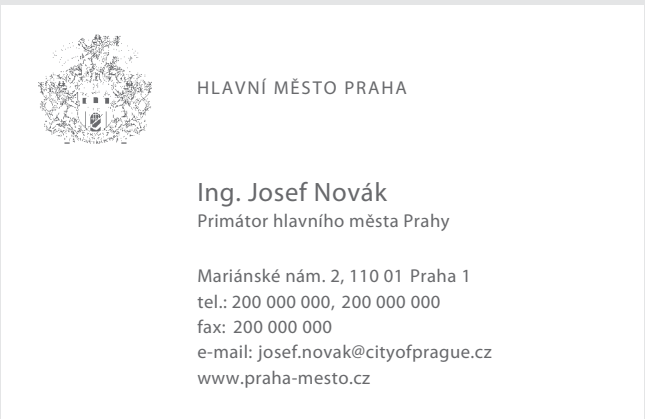 HLAVNÍ MĚSTO PRAHA
Ing. Josef Novák
Primátor hlavního města Prahy
Mariánské nám. 2, 110 01 Praha 1
tel.: 200 000 000, 200 000 000
fax: 200 000 000
e-mail: josef.novak@cityofprague.cz
www.praha-mesto.cz